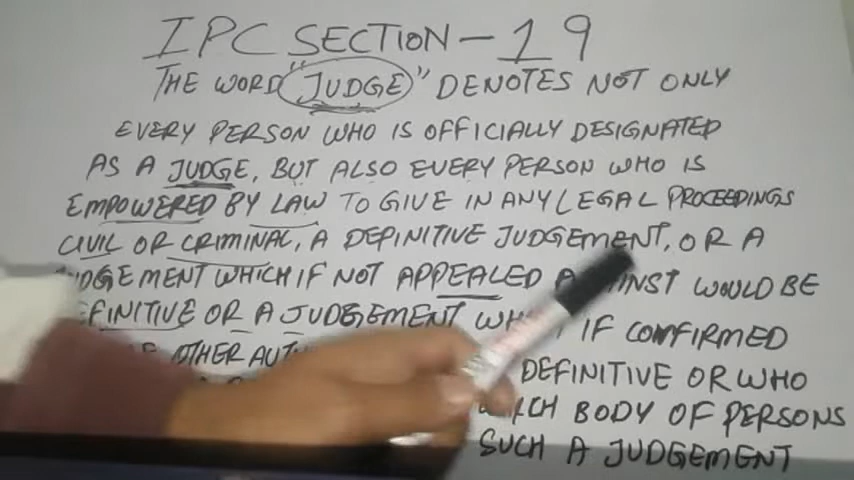 IPC SECTION - 19
THE WORD "JUDGE" DENOTES NOT ONLY
EVERY PERSON WHO IS OFFICIALLY DESIGNATED
AS A JUDGE, BUT ALSO EVERY PERSON WHO IS
EMPOWERED BY LAW TO GIVE IN ANY LEGAL PROCEEDINGS
CIVIL OR CRIMINAL, A DEFINITIVE JUDGEMENT, OR A
JUDGEMENT WHICH IF NOT APPEALED AGAINST WOULD BE
DEFINITIVE OR A JUDGEMENT IF CONFIRMED
OTHER DEFINITIVE OR WHO
BODY OF PERSONS
SUCH A JUDGEMENT